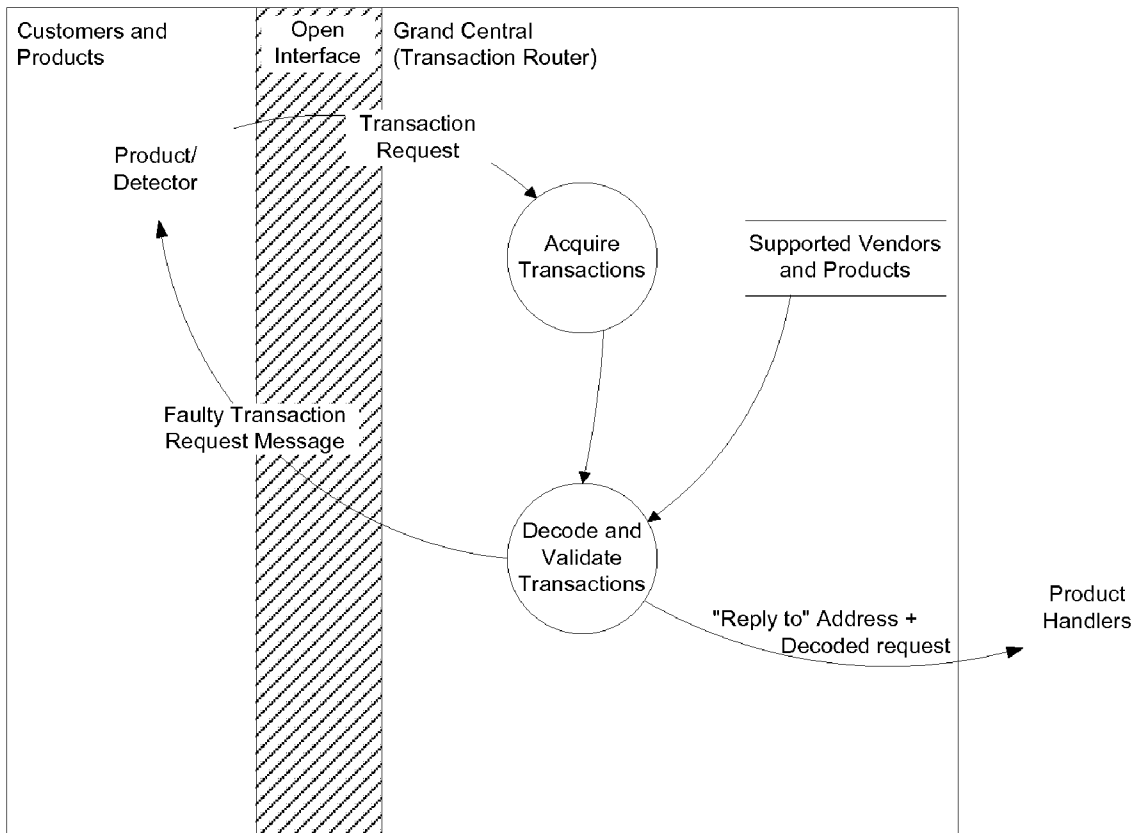 Customers and
Products
Open
Interface
Grand Central
(Transaction Router)
Transaction
Request
Product/
Detector
Acquire
Transactions
Supported Vendors
and Products
Faulty Transaction
Request Message
Decode and
Validate
Transactions
"Reply to" Address +
Decoded request
Product
Handlers